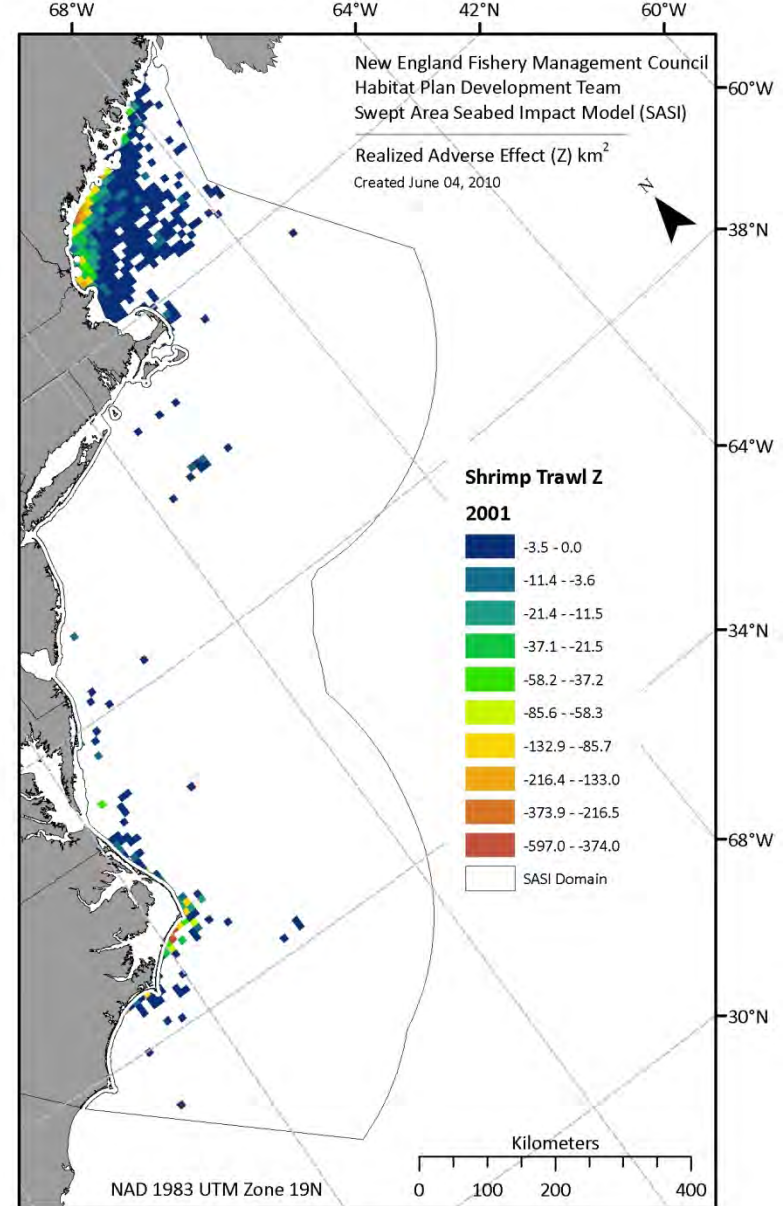 68°W
64°W
42°N
60°W
New England Fishery Management Council
Habitat Plan Development Team
Swept Area Seabed Impact Model (SASI)
Realized Adverse Effect (Z) km²
Created June 04, 2010
N
60°W
38°N
64°W
34°N
68°W
30°N
Shrimp Trawl Z
2001
-3.5 - 0.0
-11.4 - -3.6
-21.4 - -11.5
-37.1 - -21.5
-58.2 - -37.2
-85.6 - -58.3
-132.9 - -85.7
-216.4 - -133.0
-373.9 - -216.5
-597.0 - -374.0
SASI Domain
Kilometers
0 100 200 400
NAD 1983 UTM Zone 19N